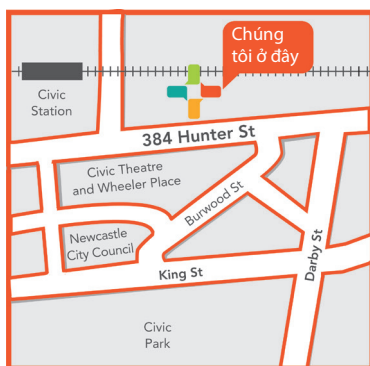 Chúng
tôi ở đây
Civic
Station
384 Hunter St
Civic Theatre
and Wheeler Place
Burwood St
Newcastle
City Council
Darby St
King St
Civic
Park